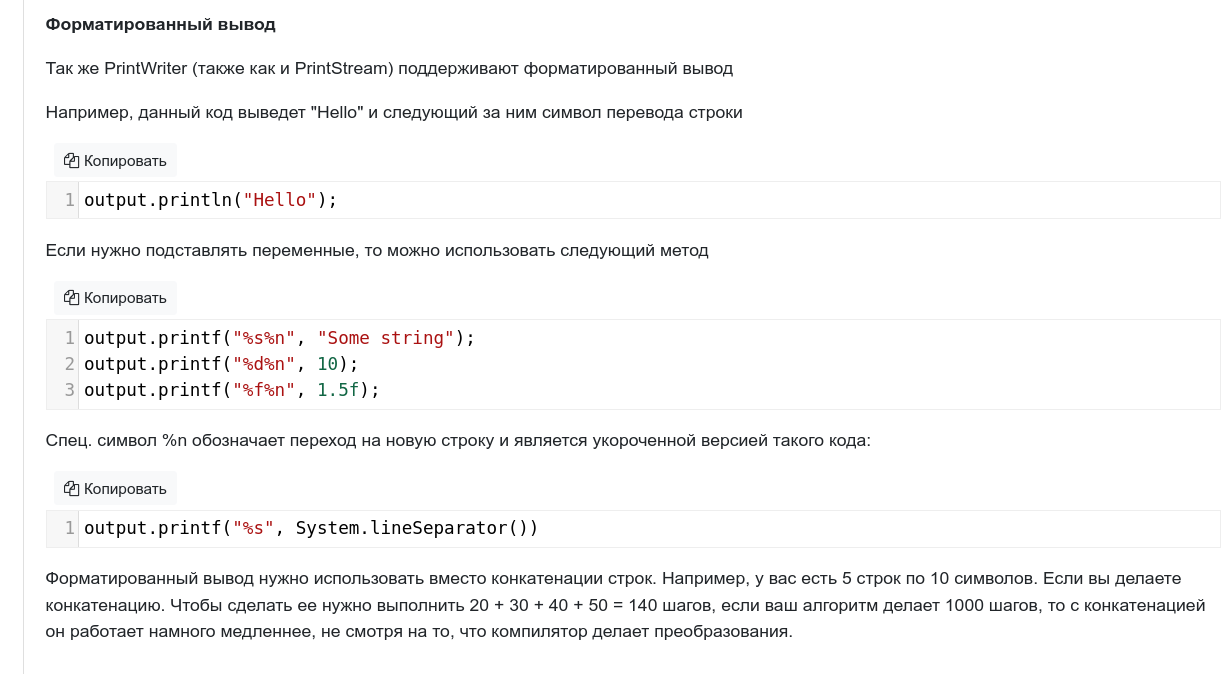 Форматированный вывод
Так же PrintWriter (также как и PrintStream) поддерживают форматированный вывод
Например, данный код выведет "Hello" и следующий за ним символ перевода строки
Копировать
1 output.println("Hello");
Если нужно подставлять переменные, то можно использовать следующий метод
Копировать
1 output.printf("%s%n", "Some string");
2 output.printf("%d%n", 10);
3 output.printf("%f%n", 1.5f);
Спец. символ %n обозначает переход на новую строку и является укороченной версией такого кода:
Копировать
1 output.printf("%s", System.lineSeparator())
Форматированный вывод нужно использовать вместо конкатенации строк. Например, у вас есть 5 строк по 10 символов. Если вы делаете
конкатенацию. Чтобы сделать ее нужно выполнить 20 + 30 + 40 + 50 = 140 шагов, если ваш алгоритм делает 1000 шагов, то с конкатенацией
он работает намного медленнее, не смотря на то, что компилятор делает преобразования.